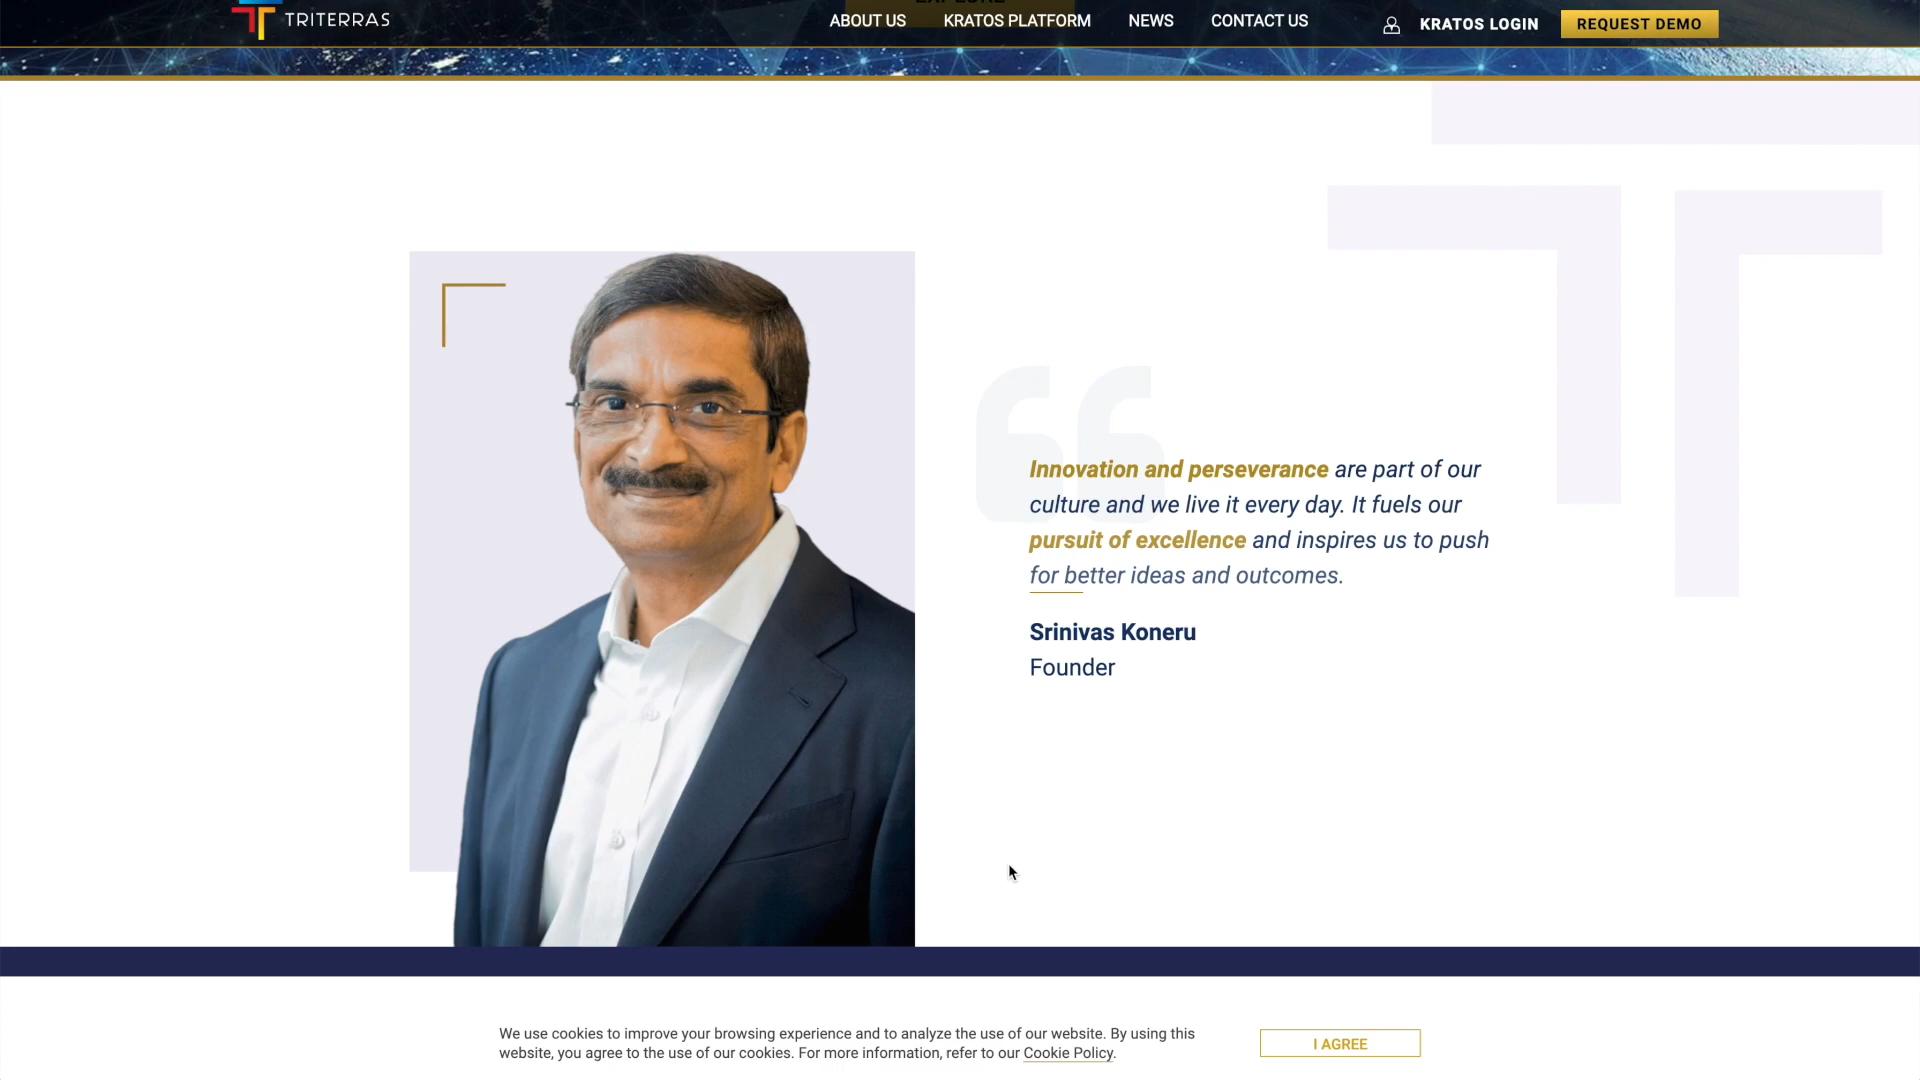 EXPLORE
TRITERRAS
ABOUT US
KRATOS PLATFORM
NEWS
CONTACT US
KRATOS LOGIN
REQUEST DEMO
Innovation and perseverance are part of our
culture and we live it every day. It fuels our
pursuit of excellence and inspires us to push
for better ideas and outcomes.
Srinivas Koneru
Founder
We use cookies to improve your browsing experience and to analyze the use of our website. By using this
website, you agree to the use of our cookies. For more information, refer to our Cookie Policy.
I AGREE